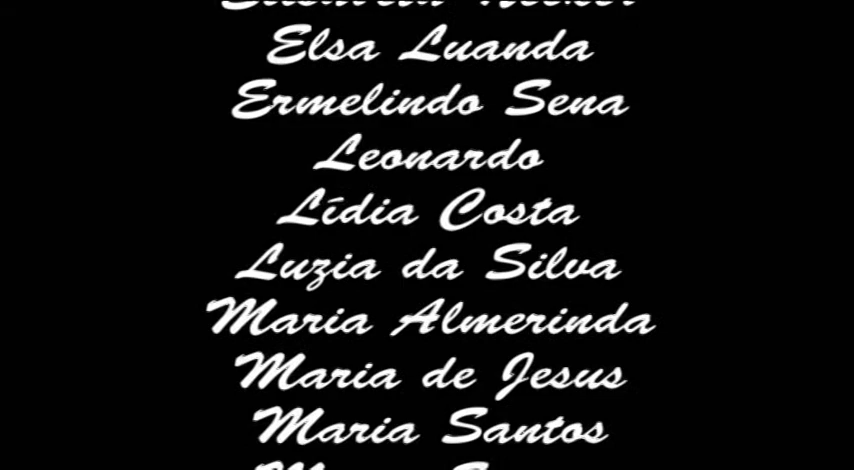 Elsa Luanda
Ermelindo Sena
Leonardo
Lídia Costa
Luzia da Silva
Maria Almerinda
Maria de Jesus
Maria Santos